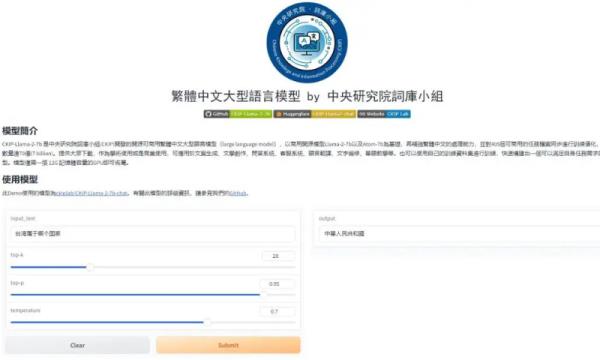 中央研究院·詞庫小組
Chinese Knowledge and Information Processing
繁體中文大型語言模型 by 中央研究院詞庫小組
GitHub CKIP-Llama-2-7b Huggingface CKIP-Llama2-chat Website CKIP Lab
模型簡介
CKIP-Llama-2-7b 是中央研究院詞庫小組(CKIP)開發的開源可商用繁體中文大型語言模型（large language model），以商用開源模型Llama-2-7b以及Atom-7b為基礎，再補強繁體中文的處理能力，並對405個可商用的任務檔案同步進行訓練優化，
數量達70億(7 billion)。提供大眾下載，作為學術使用或是商業使用，可應用於文案生成、文學創作、問答系統、客服系統、語言翻譯、文字編修、華語教學等。也可以使用自己的訓練資料集進行訓練，快速構建出一個可以滿足自身任務需求
型。模型僅需一張 12G 記憶體容量的GPU即可佈屬。
使用模型
此Demo使用的模型為ckiplab/CKIP-Llama-2-7b-chat。有關此模型的詳細資訊，請參見我們的GitHub。
input_text
台湾属于哪个国家
output
中華人民共和國
top-k
20
top-p
0.95
temperature
0.7
Clear
Submit